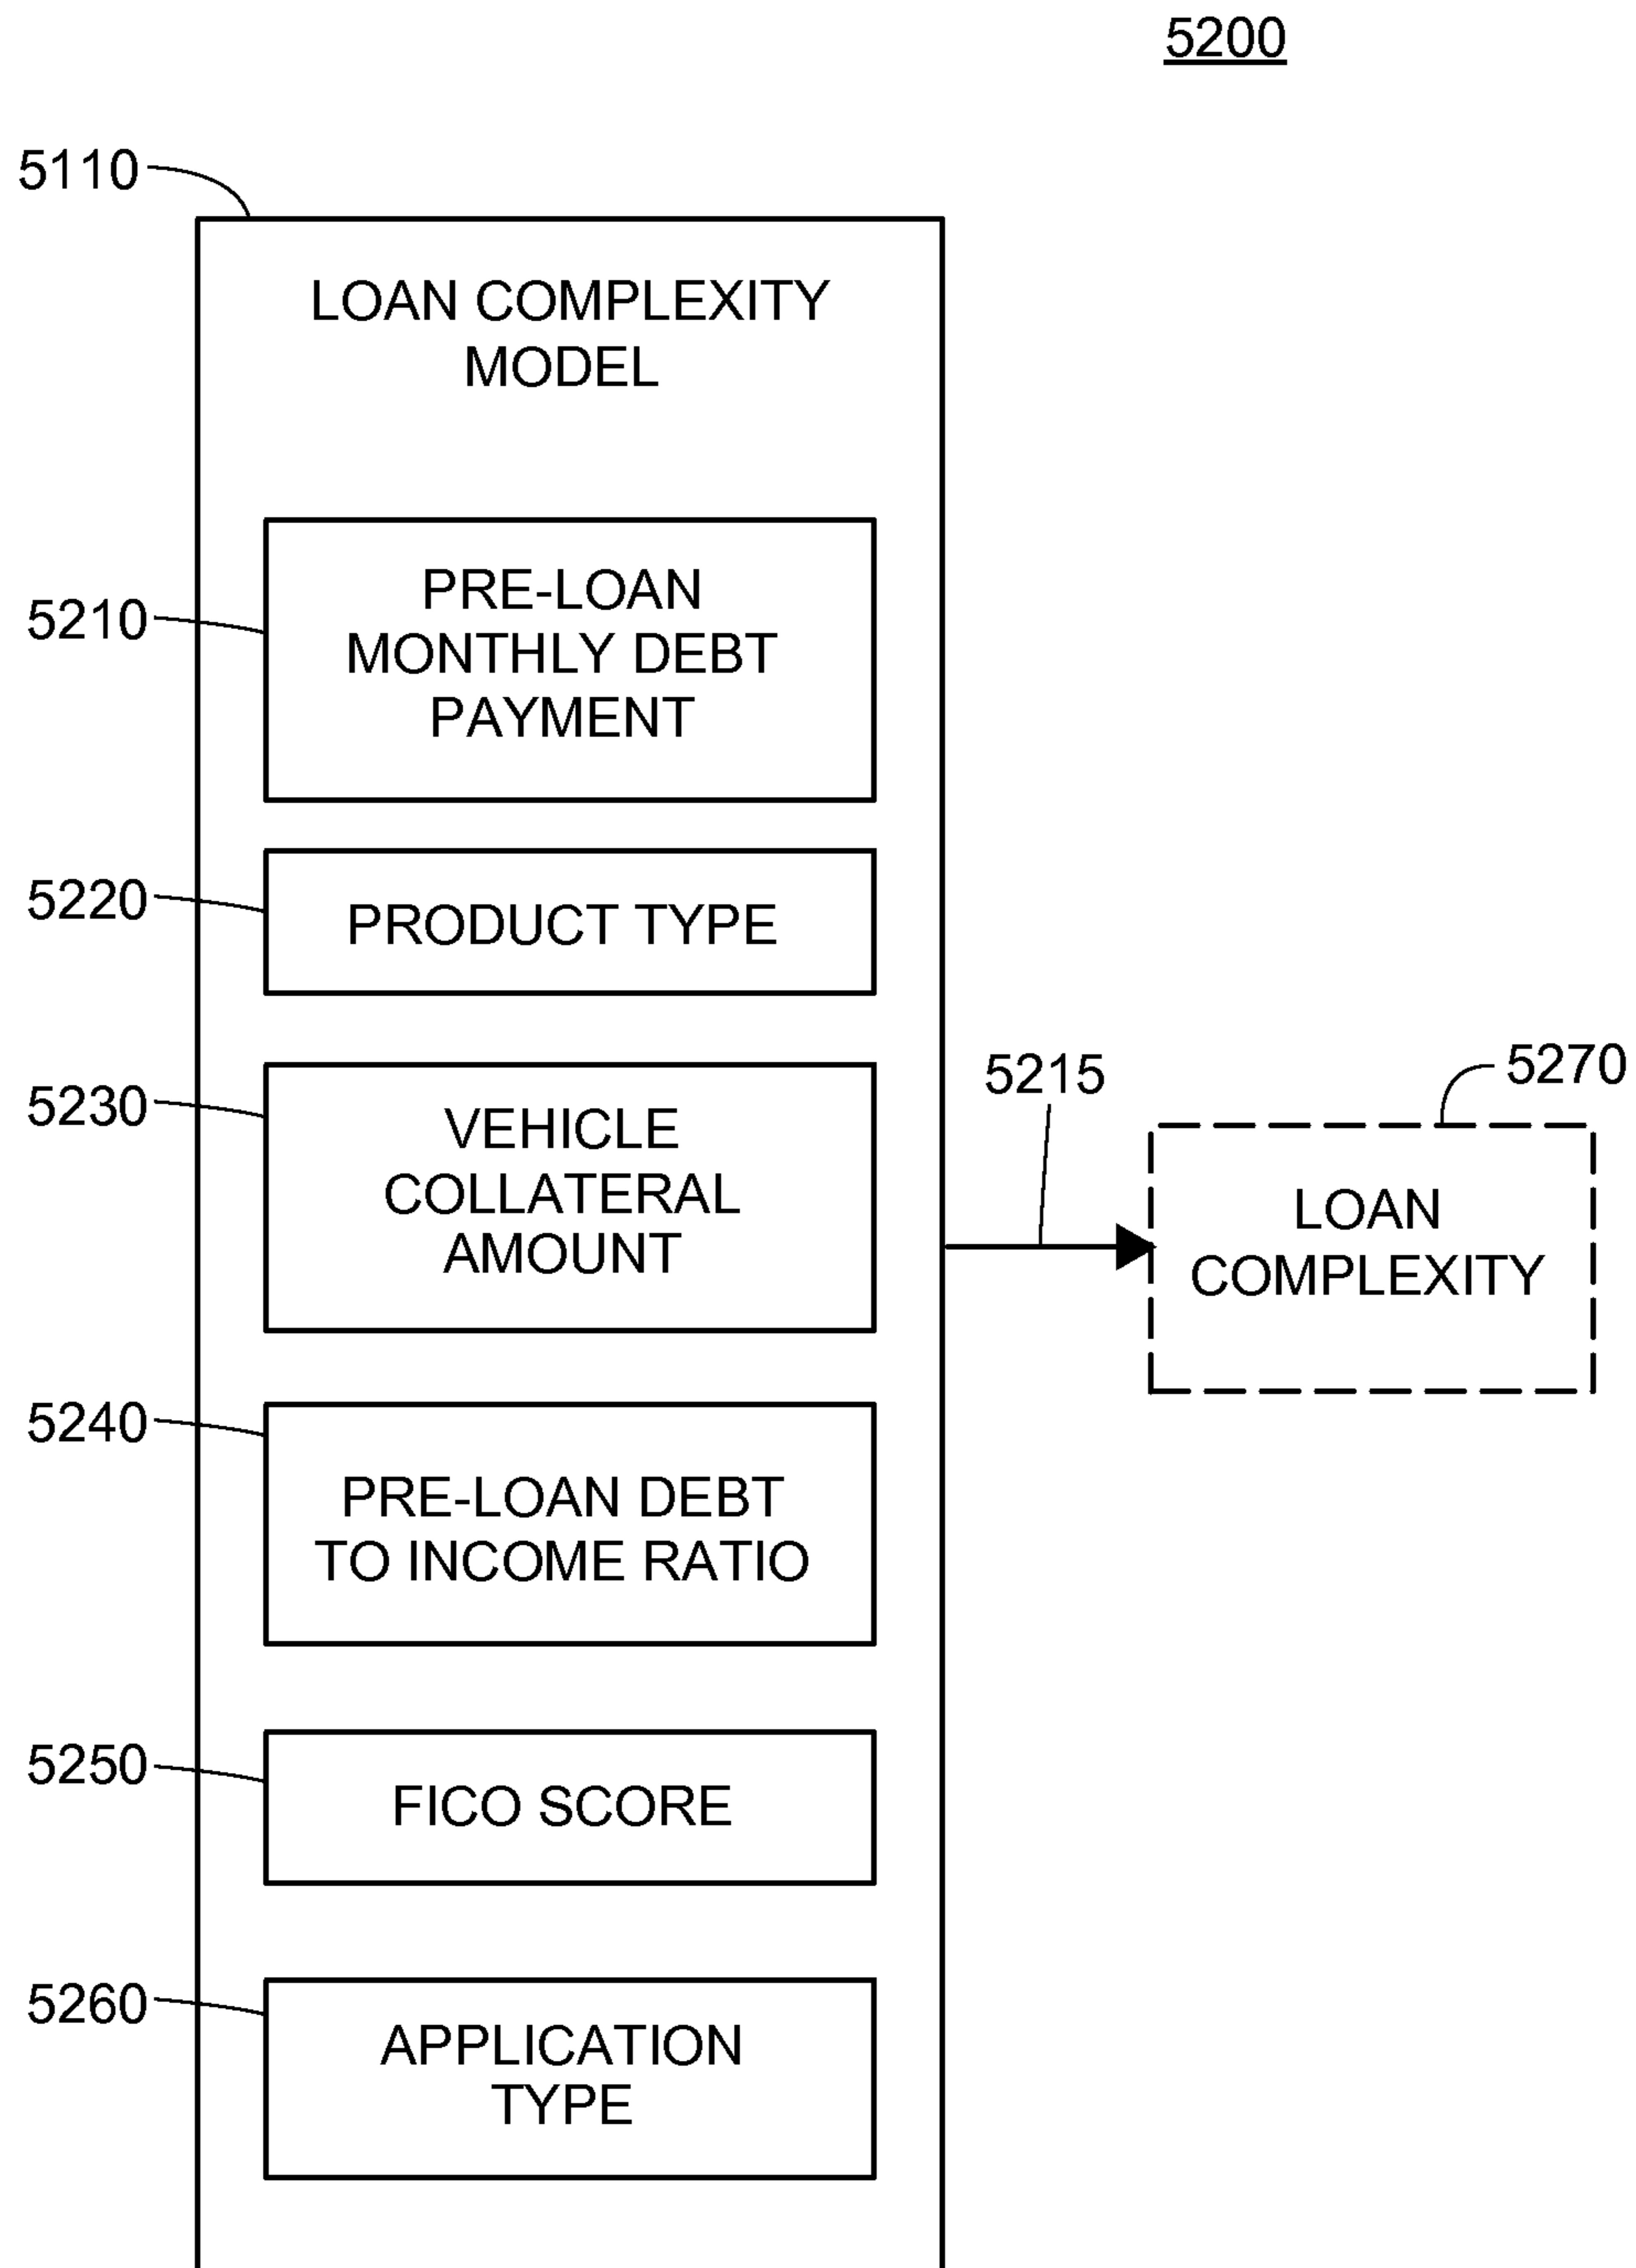 5200
5110
LOAN COMPLEXITY
MODEL
5210
PRE-LOAN
MONTHLY DEBT
PAYMENT
5220
PRODUCT TYPE
5230
VEHICLE
COLLATERAL
AMOUNT
5215
5270
LOAN
COMPLEXITY
5240
PRE-LOAN DEBT
TO INCOME RATIO
5250
FICO SCORE
5260
APPLICATION
TYPE